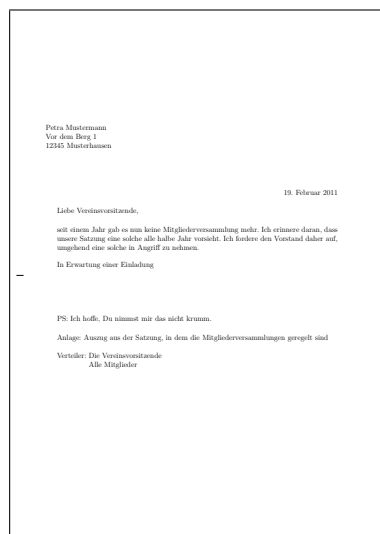 Petra Mustermann
Vor dem Berg 1
12345 Musterhausen
19. Februar 2011
Liebe Vereinsvorsitzende,
seit einem Jahr gab es nun keine Mitgliederversammlung mehr. Ich erinnere daran, dass
unsere Satzung eine solche alle halbe Jahr vorsieht. Ich fordere den Vorstand daher auf,
umgehend eine solche in Angriff zu nehmen.
In Erwartung einer Einladung
PS: Ich hoffe, Du nimmst mir das nicht krumm.
Anlage: Auszug aus der Satzung, in dem die Mitgliederversammlungen geregelt sind
Verteiler: Die Vereinsvorsitzende
Alle Mitglieder